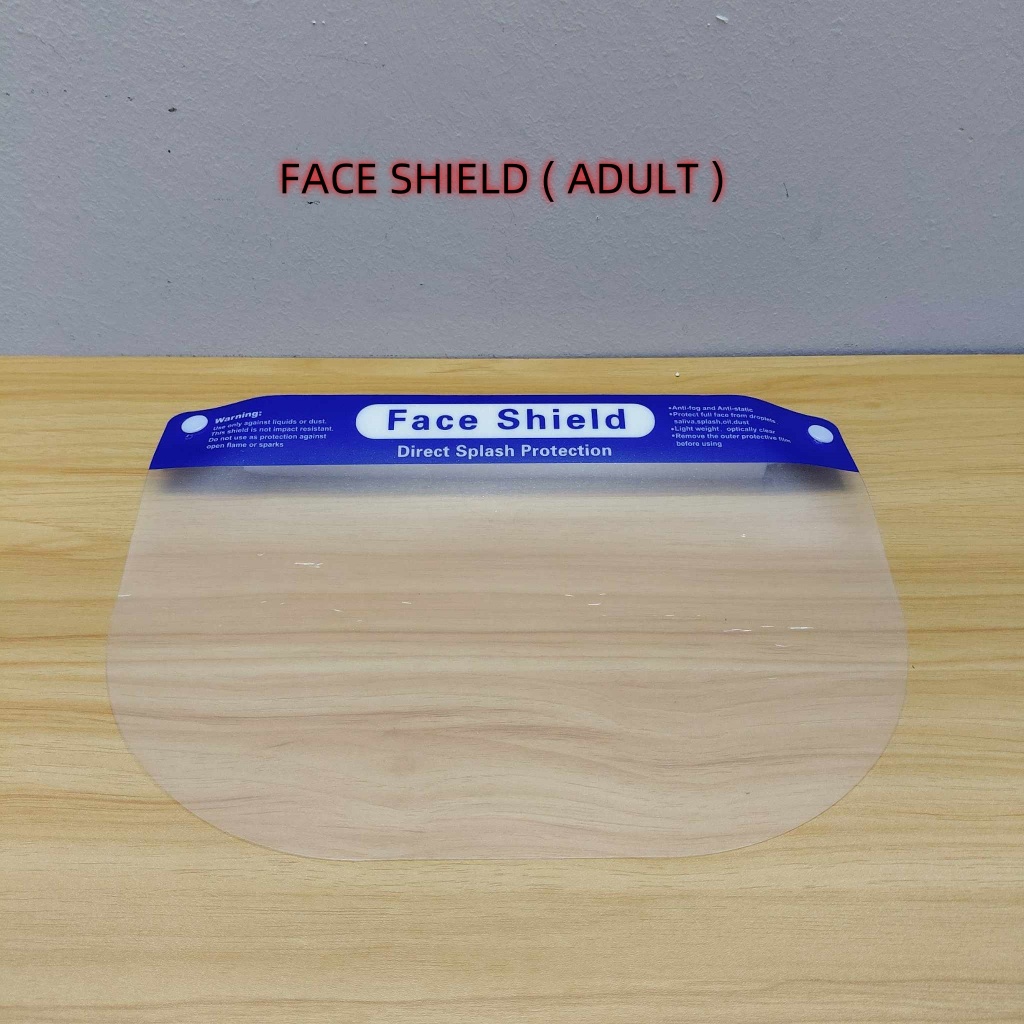 FACE SHIELD ( ADULT )
Warning:
Use only against liquids or dust.
This shield is not impact resistant.
Do not use as protection against
open flame or sparks
Face Shield
Direct Splash Protection
•Anti-fog and Anti-static
•Protect full face from droplets
saliva,splash,oil,dust
•Light weight, optically clear
•Remove the outer protective film
before using